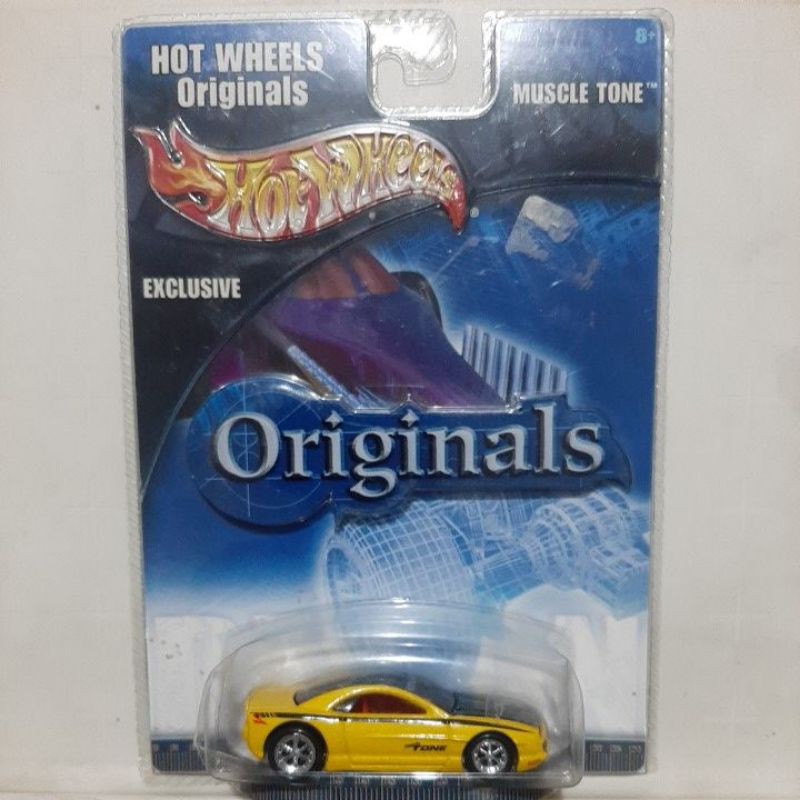 HOT WHEELS®
Originals
8+
MUSCLE TONE™
HOT WHEELS®
EXCLUSIVE
Originals
TONE